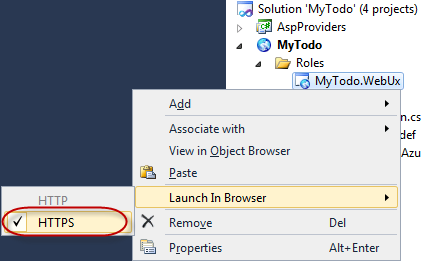 Solution 'MyTodo' (4 projects)
AspProviders
MyTodo
Roles
MyTodo.WebUx
Add
n.cs
Associate with
def
View in Object Browser
Azu
Paste
HTTP
Launch In Browser
HTTPS
Remove Del
Properties Alt+Enter